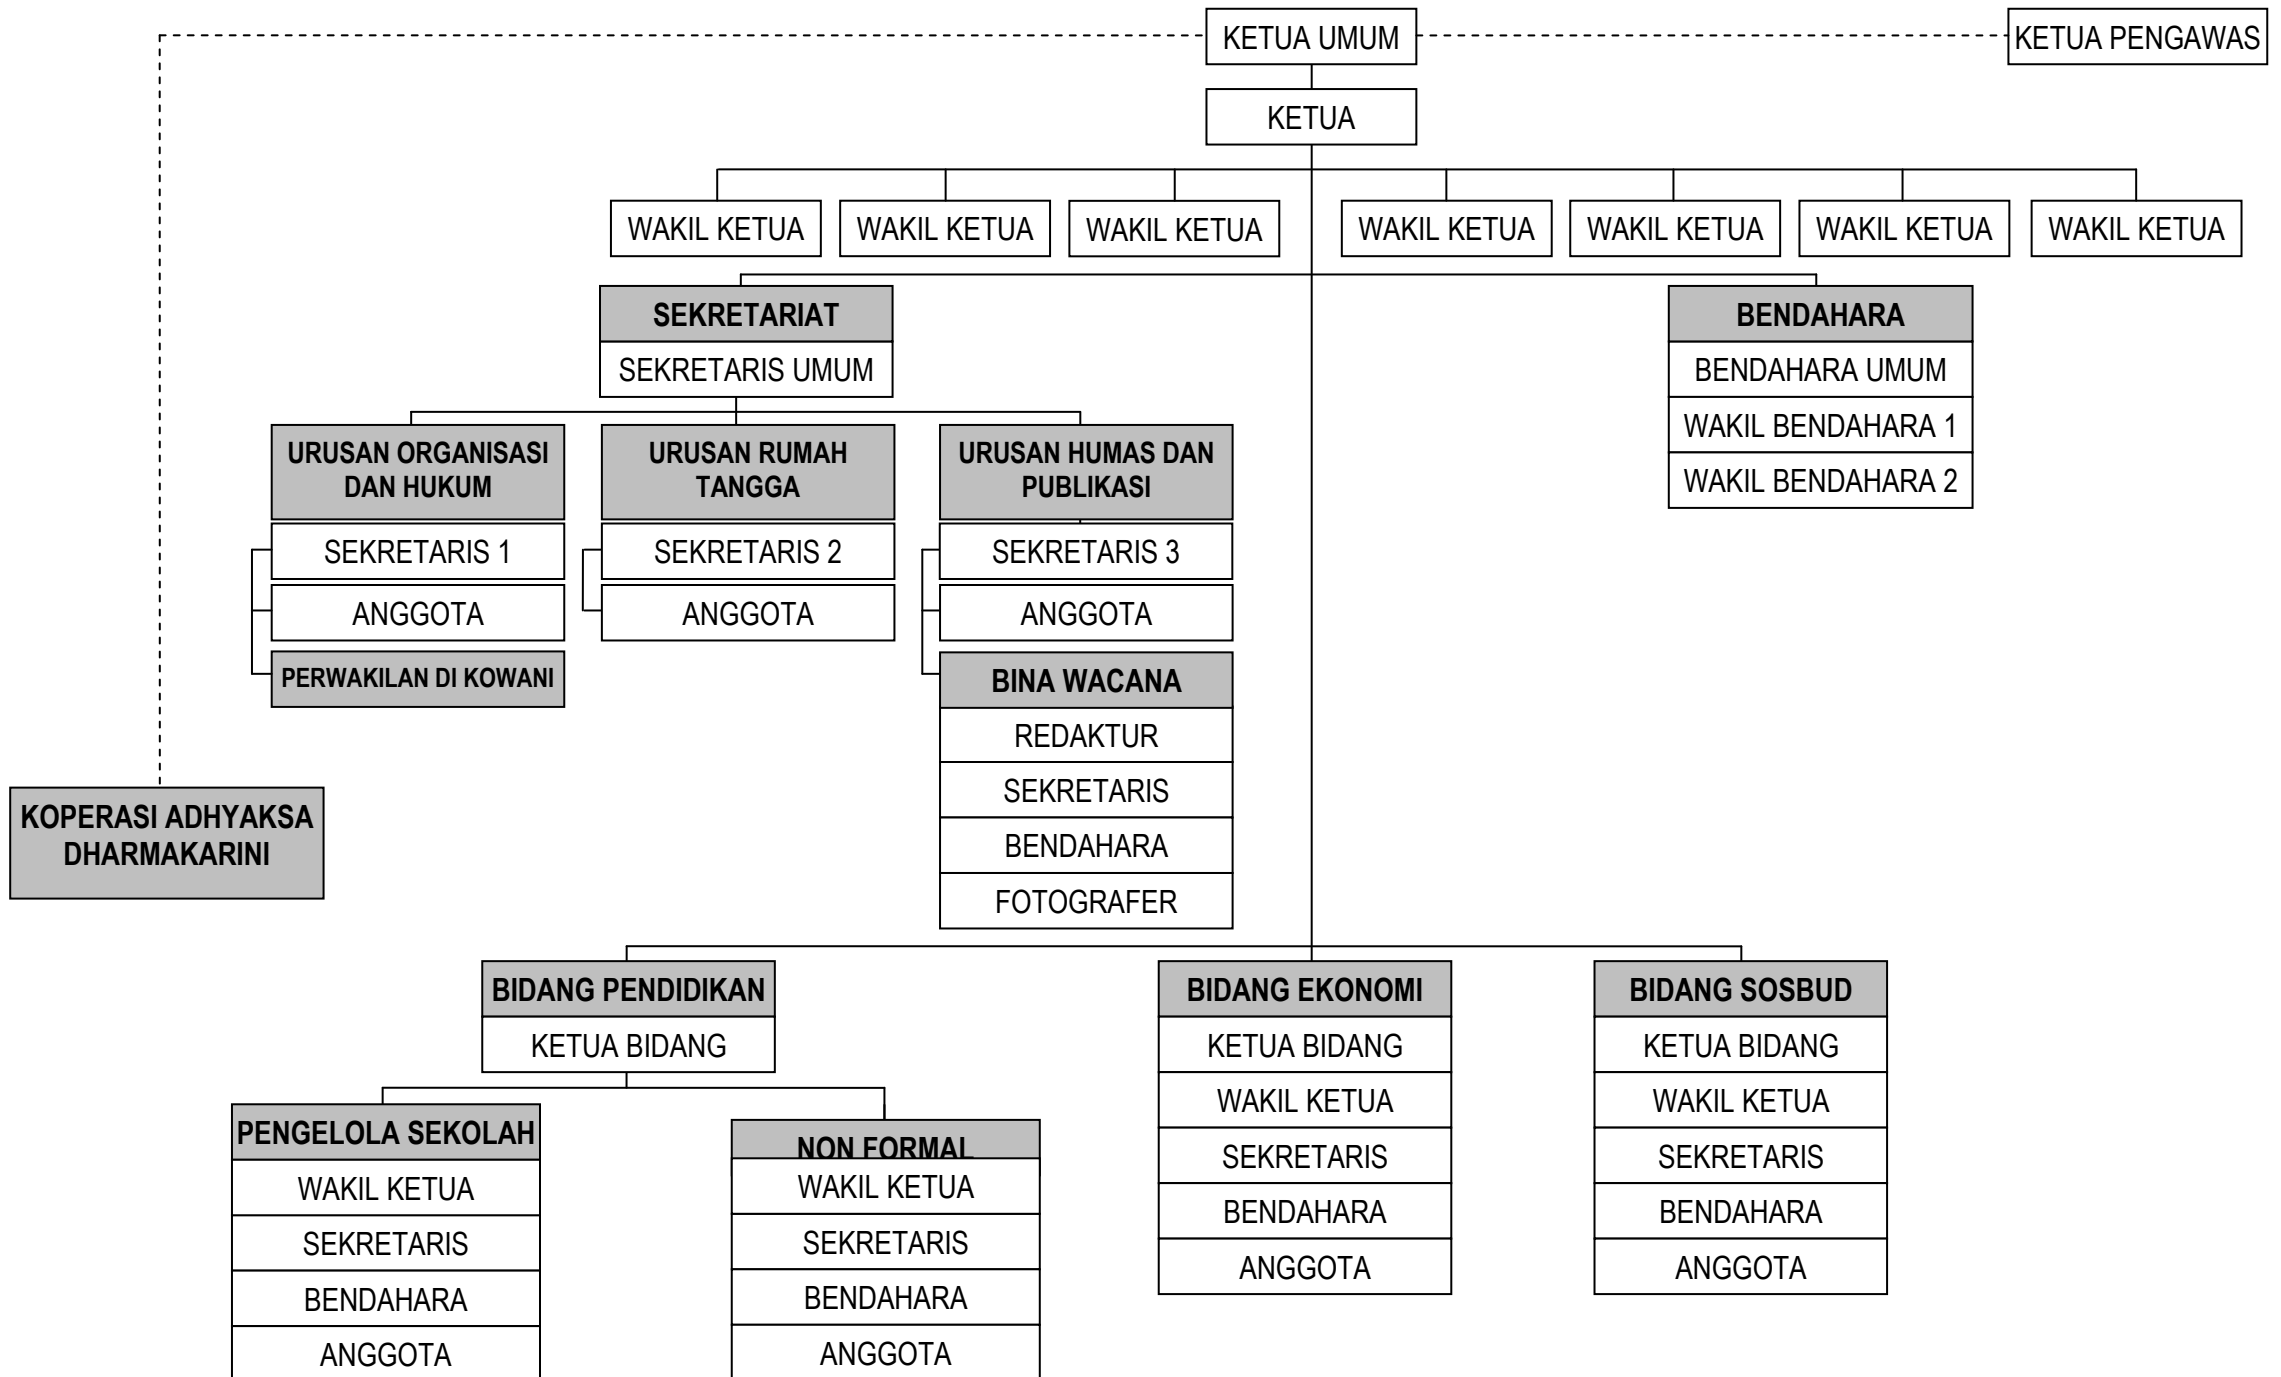 KETUA UMUM
KETUA PENGAWAS
KETUA
WAKIL KETUA
WAKIL KETUA
WAKIL KETUA
WAKIL KETUA
WAKIL KETUA
WAKIL KETUA
WAKIL KETUA
SEKRETARIAT
SEKRETARIS UMUM
BENDAHARA
BENDAHARA UMUM
WAKIL BENDAHARA 1
WAKIL BENDAHARA 2
URUSAN ORGANISASI
DAN HUKUM
SEKRETARIS 1
ANGGOTA
PERWAKILAN DI KOWANI
URUSAN RUMAH
TANGGA
SEKRETARIS 2
ANGGOTA
URUSAN HUMAS DAN
PUBLIKASI
SEKRETARIS 3
ANGGOTA
BINA WACANA
REDAKTUR
SEKRETARIS
BENDAHARA
FOTOGRAFER
KOPERASI ADHYAKSA
DHARMAKARINI
BIDANG PENDIDIKAN
KETUA BIDANG
PENGELOLA SEKOLAH
WAKIL KETUA
SEKRETARIS
BENDAHARA
ANGGOTA
NON FORMAL
WAKIL KETUA
SEKRETARIS
BENDAHARA
ANGGOTA
BIDANG EKONOMI
KETUA BIDANG
WAKIL KETUA
SEKRETARIS
BENDAHARA
ANGGOTA
BIDANG SOSBUD
KETUA BIDANG
WAKIL KETUA
SEKRETARIS
BENDAHARA
ANGGOTA